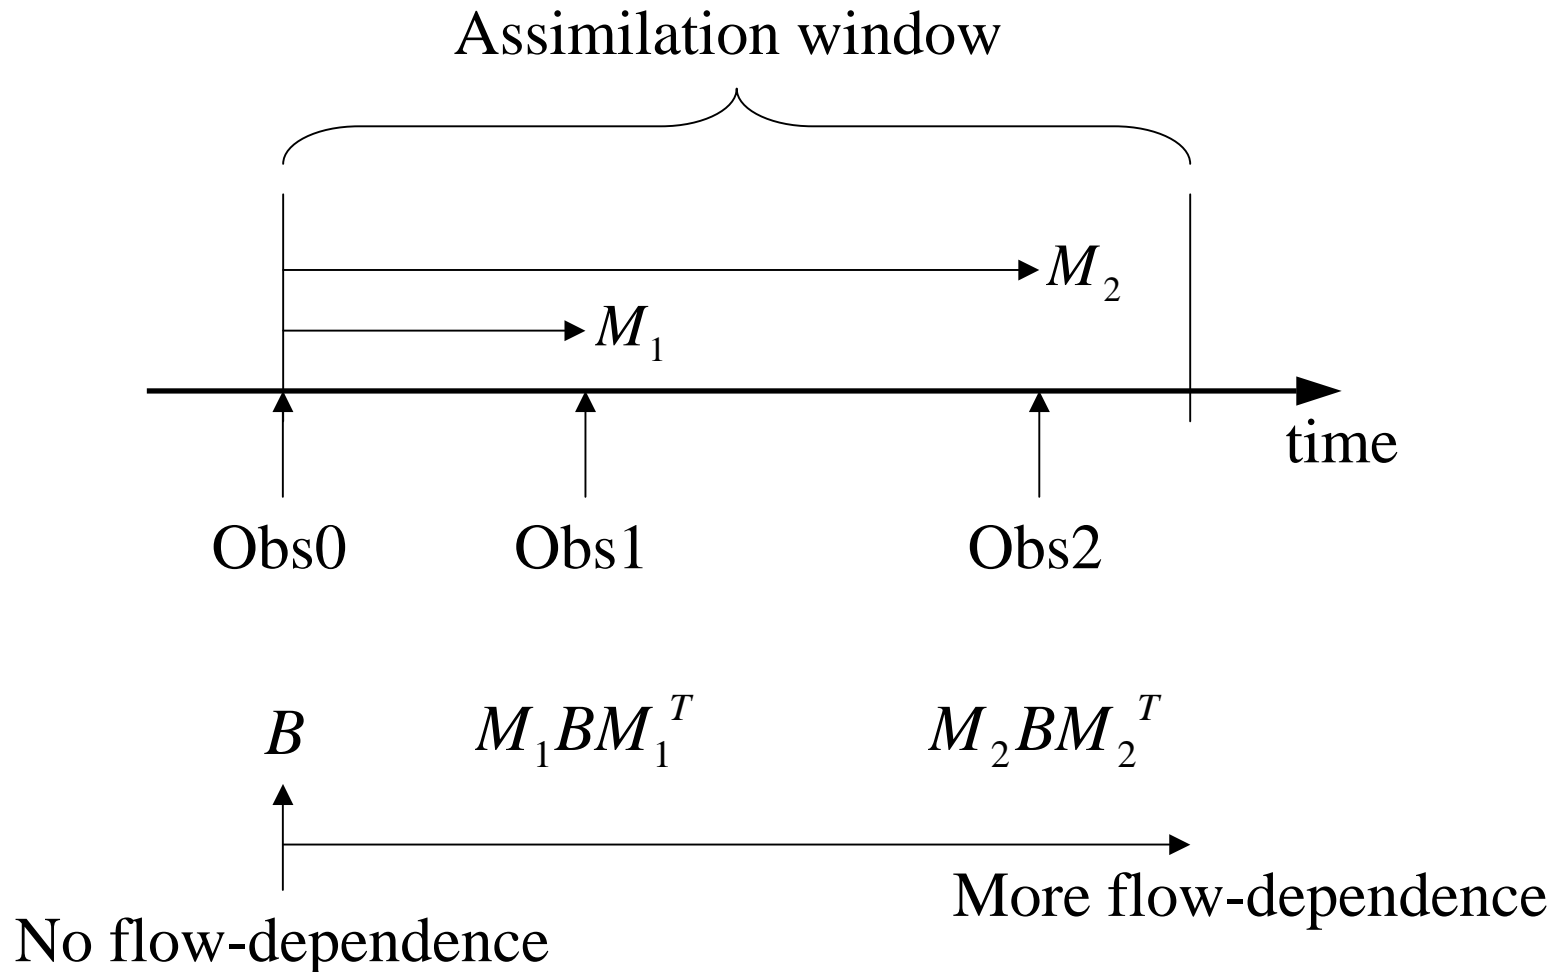 Assimilation window
M₂
M₁
time
Obs0 Obs1 Obs2
B M₁BM₁ᵀ M₂BM₂ᵀ
More flow-dependence
No flow-dependence